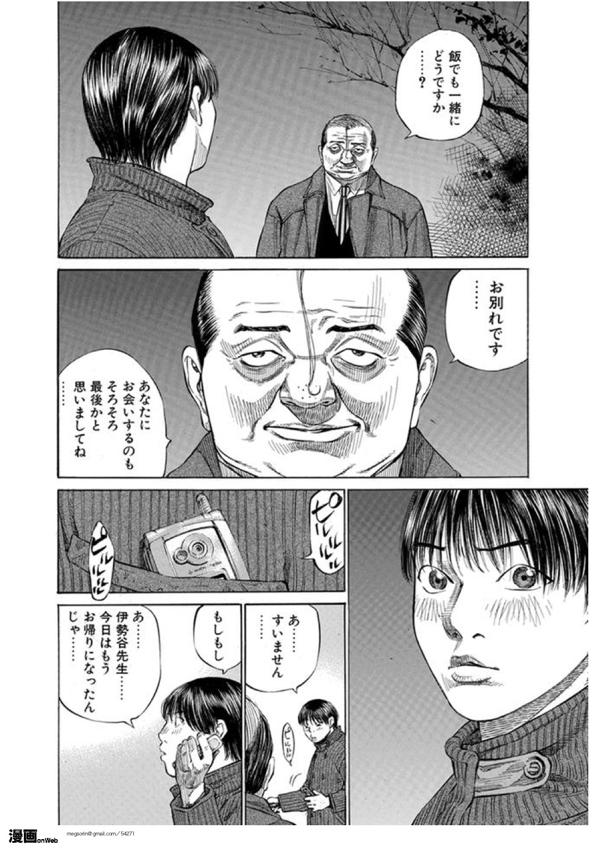 飯でも一緒に
どうですか
……?
お別れです
……
あなたに
お会いするのも
そろそろ
最後かと
思いましてね
……
ピルルルル
ピルルルル
あ……
すいません
ピルルル
もしもし
あ……
伊勢谷先生……
今日はもう
お帰りになったん
じゃ……
漫画onWeb
megaorin@gmail.com/54271